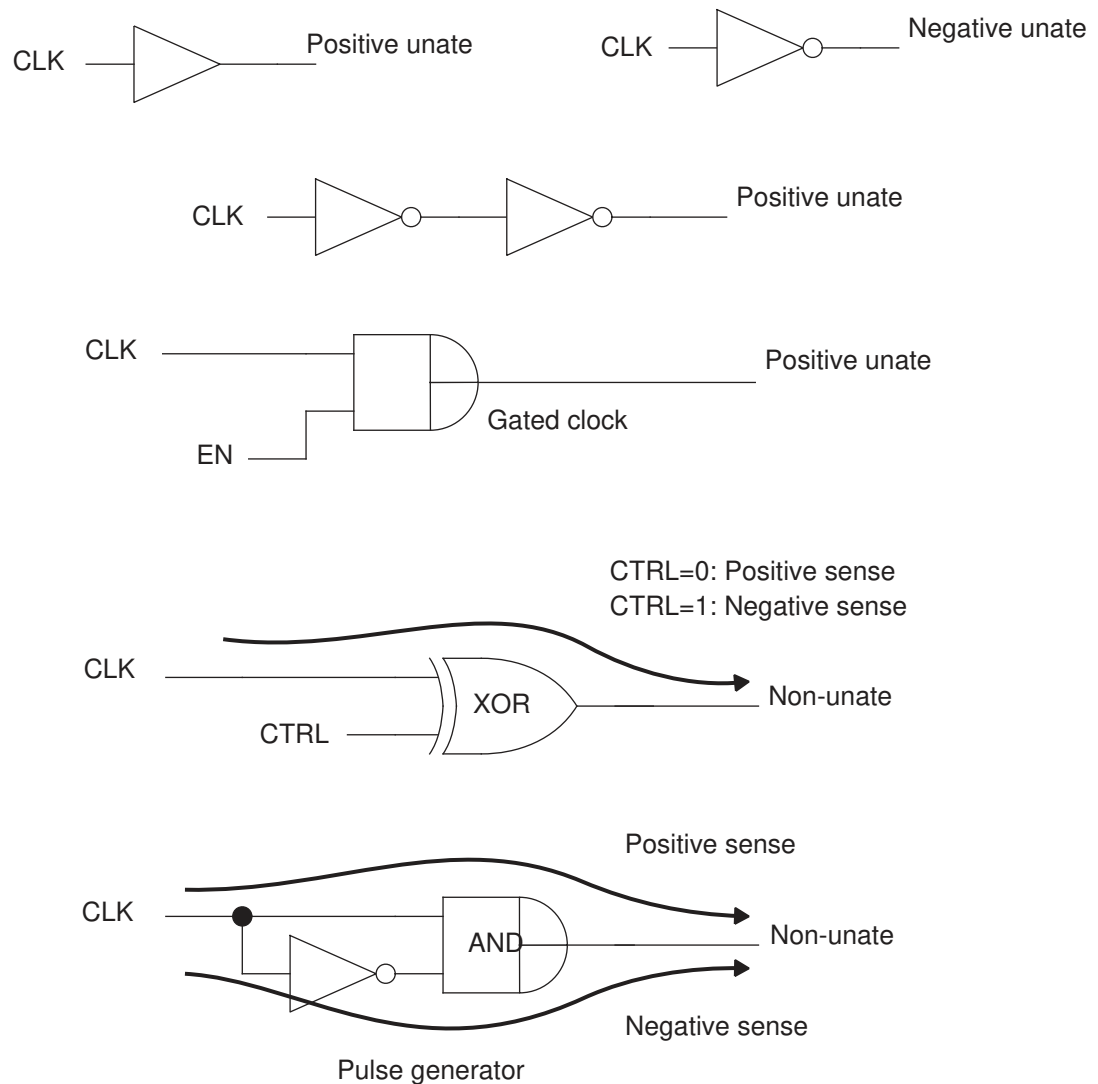 CLK
Positive unate
CLK
Negative unate
CLK
Positive unate
CLK
Positive unate
Gated clock
EN
CTRL=0: Positive sense
CTRL=1: Negative sense
CLK
XOR
Non-unate
CTRL
Positive sense
CLK
AND
Non-unate
Negative sense
Pulse generator